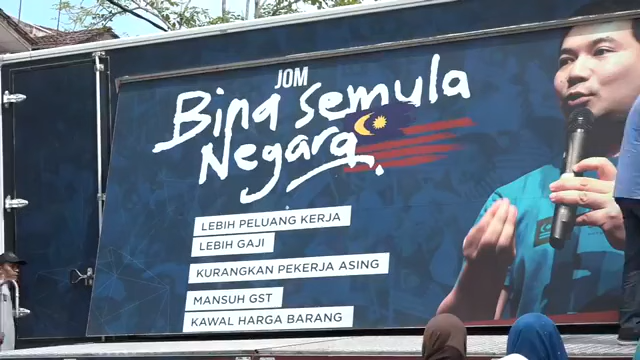 JOM
Bina Semula
Negara
LEBIH PELUANG KERJA
LEBIH GAJI
KURANGKAN PEKERJA ASING
MANSUH GST
KAWAL HARGA BARANG